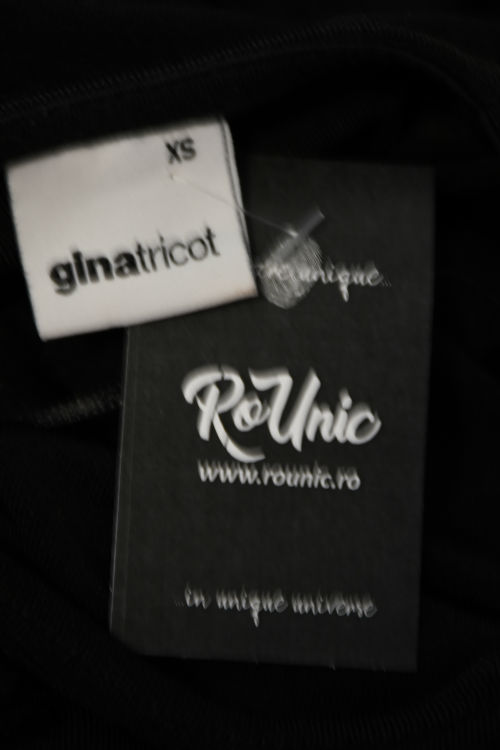 XS
ginatricot
unique
RoUnic
www.rounic.ro
in unique universe